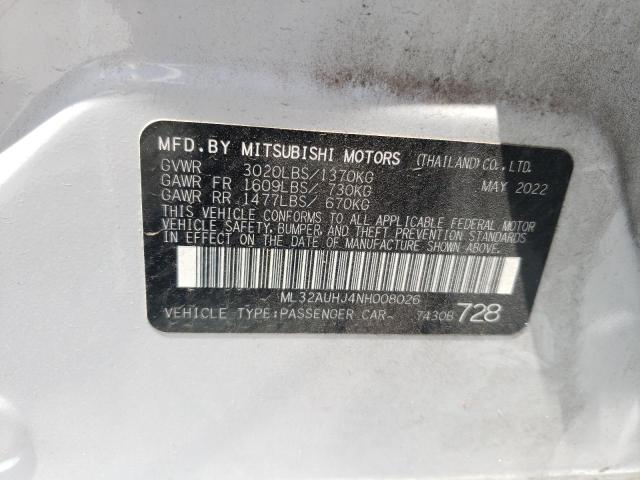 MFD.BY MITSUBISHI MOTORS (THAILAND) CO., LTD.
GVWR 3020LBS/1370KG MAY 2022
GAWR FR 1609LBS/ 730KG
GAWR RR 1477LBS/ 670KG
THIS VEHICLE CONFORMS TO ALL APPLICABLE FEDERAL MOTOR
VEHICLE SAFETY, BUMPER, AND THEFT PREVENTION STANDARDS
IN EFFECT ON THE DATE OF MANUFACTURE SHOWN ABOVE.
ML32AUHJ4NH008026
VEHICLE TYPE:PASSENGER CAR- 7430B 728